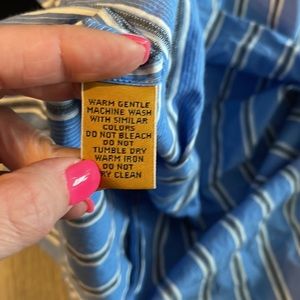 WARM GENTLE
MACHINE WASH
WITH SIMILAR
COLORS
DO NOT BLEACH
DO NOT
TUMBLE DRY
WARM IRON
DO NOT
RY CLEAN